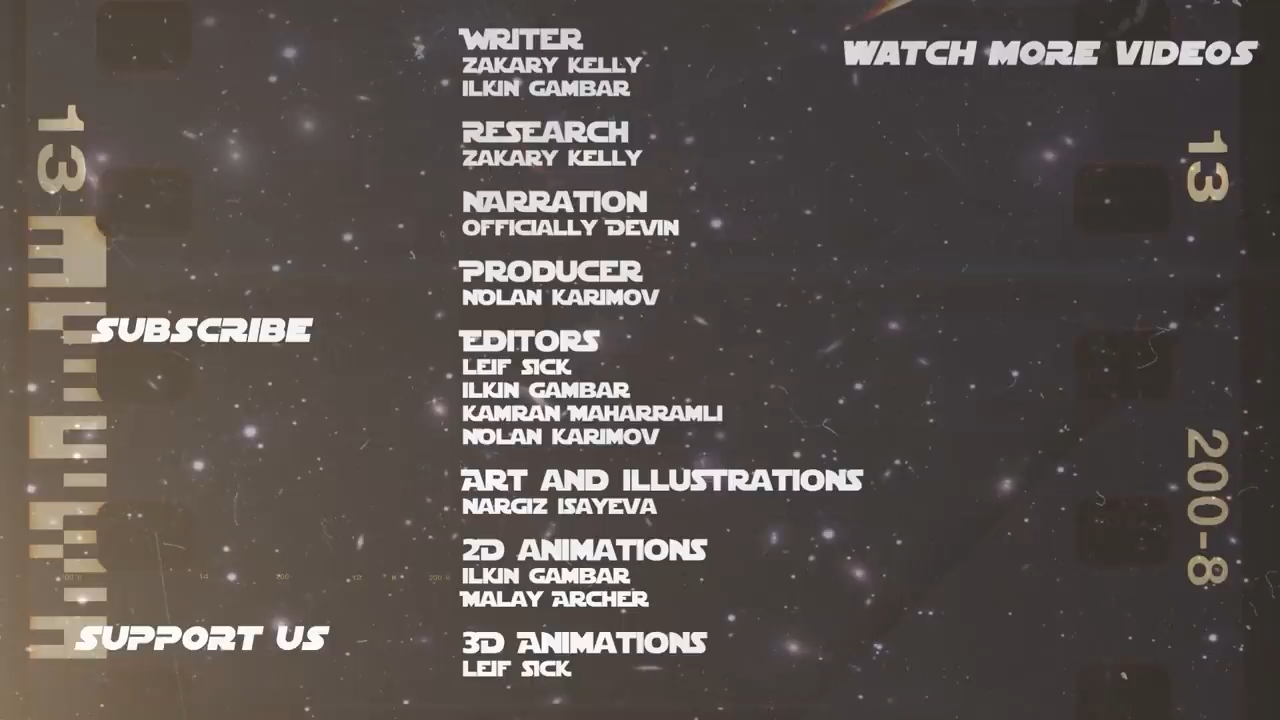 WRITER
ZAKARY KELLY
ILKIN GAMBAR
RESEARCH
ZAKARY KELLY
NARRATION
OFFICIALLY DEVIN
PRODUCER
NOLAN KARIMOV
EDITORS
LEIF SICK
ILKIN GAMBAR
KAMRAN MAHARRAMLI
NOLAN KARIMOV
ART AND ILLUSTRATIONS
NARGIZ ISAYEVA
2D ANIMATIONS
ILKIN GAMBAR
MALAY ARCHER
3D ANIMATIONS
LEIF SICK
WATCH MORE VIDEOS
SUBSCRIBE
SUPPORT US
13
13
200-8